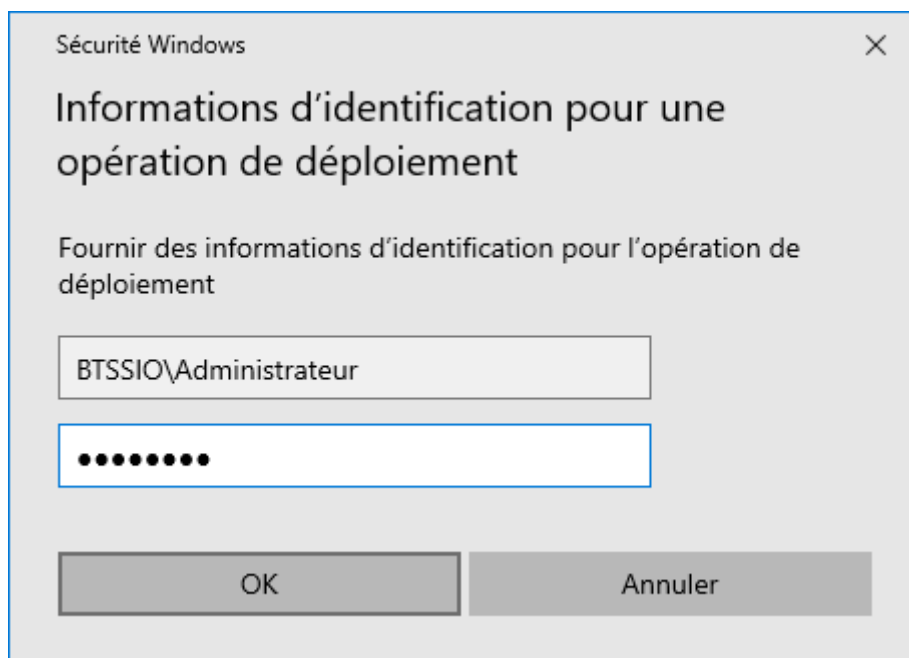 Sécurité Windows
Informations d’identification pour une
opération de déploiement
Fournir des informations d’identification pour l’opération de
déploiement
BTSSIO\Administrateur
●●●●●●●●
OK
Annuler